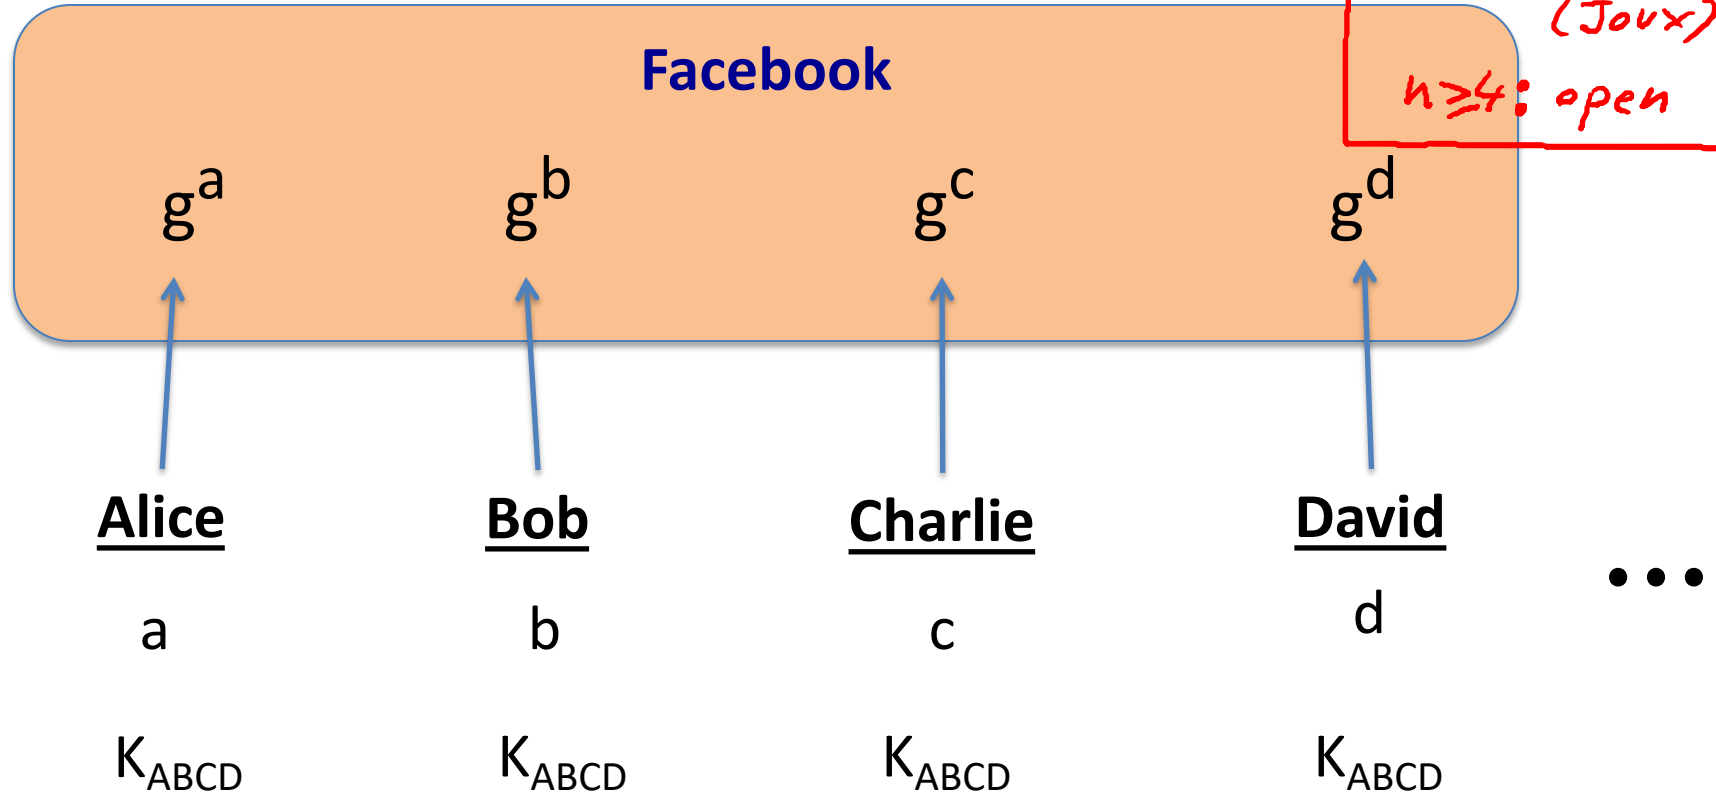 (Joux)
Facebook
n≥4: open
g^a g^b g^c g^d
Alice Bob Charlie David
...
a b c d
K_ABCD K_ABCD K_ABCD K_ABCD